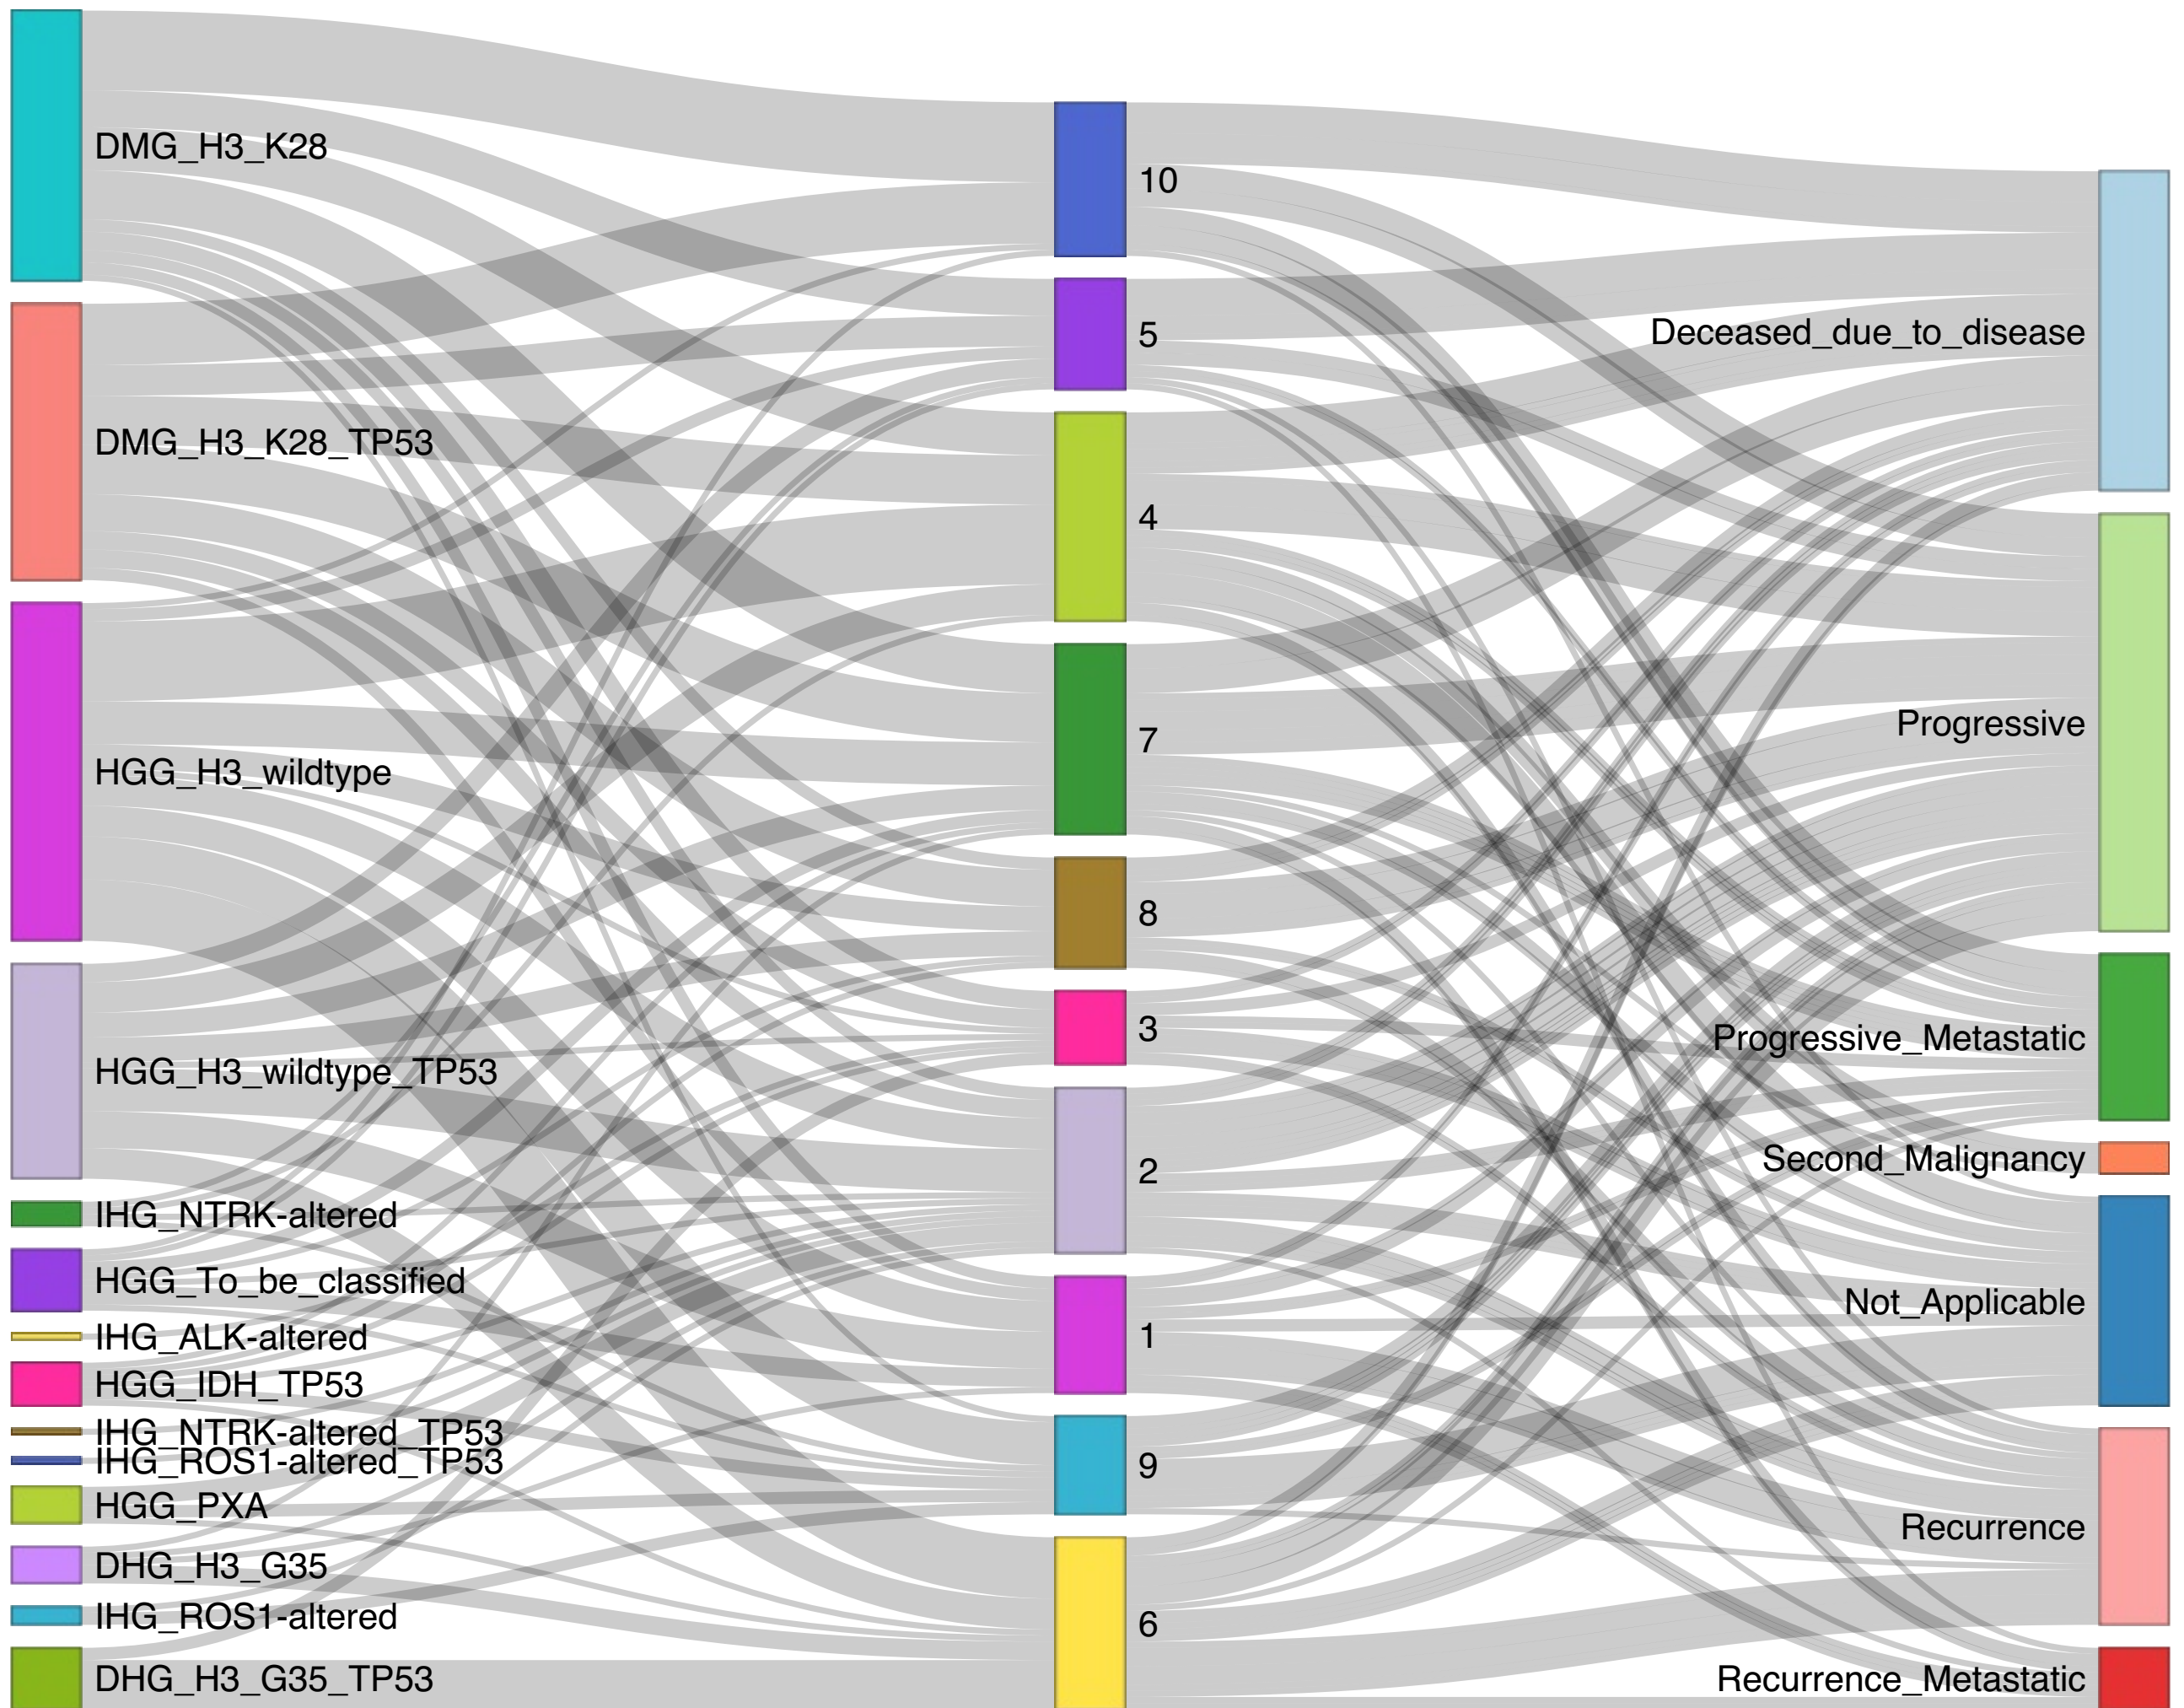 DMG_H3_K28
DMG_H3_K28_TP53
HGG_H3_wildtype
HGG_H3_wildtype_TP53
IHG_NTRK-altered
HGG_To_be_classified
IHG_ALK-altered
HGG_IDH_TP53
IHG_NTRK-altered_TP53
IHG_ROS1-altered_TP53
HGG_PXA
DHG_H3_G35
IHG_ROS1-altered
DHG_H3_G35_TP53
10
5
4
7
8
3
2
1
9
6
Deceased_due_to_disease
Progressive
Progressive_Metastatic
Second_Malignancy
Not_Applicable
Recurrence
Recurrence_Metastatic